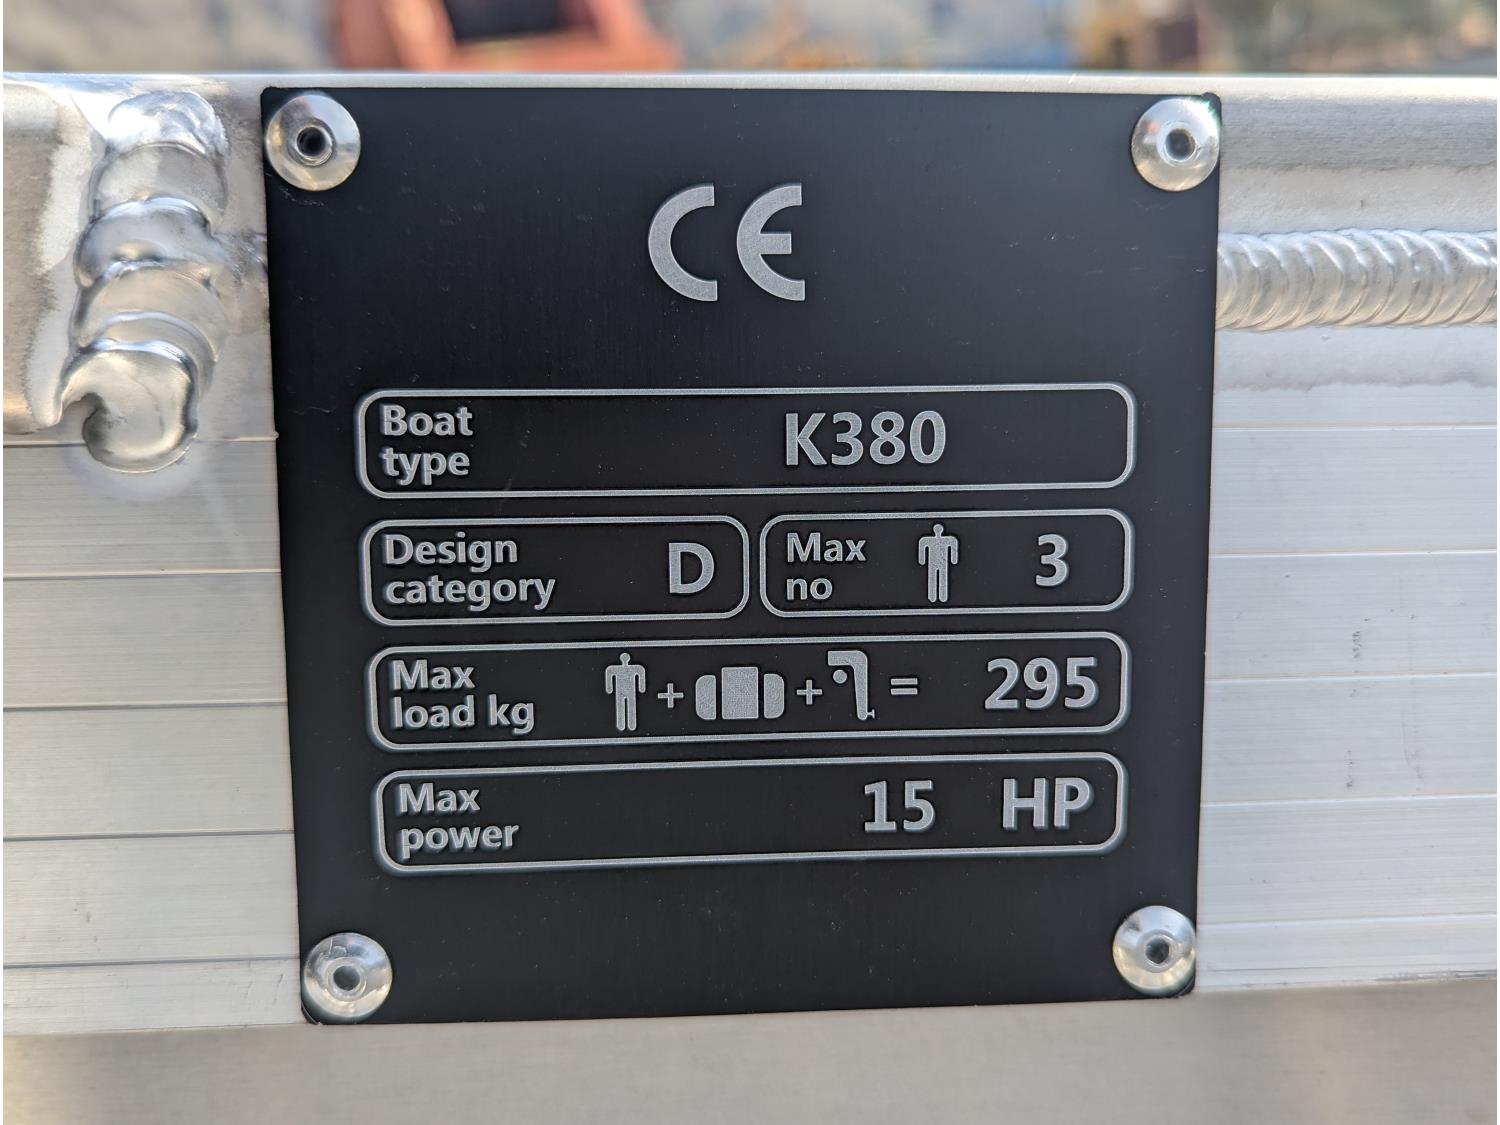 CE
Boat
type
K380
Design
category
D
Max
no
3
Max
load kg
+ + = 295
Max
power
15 HP